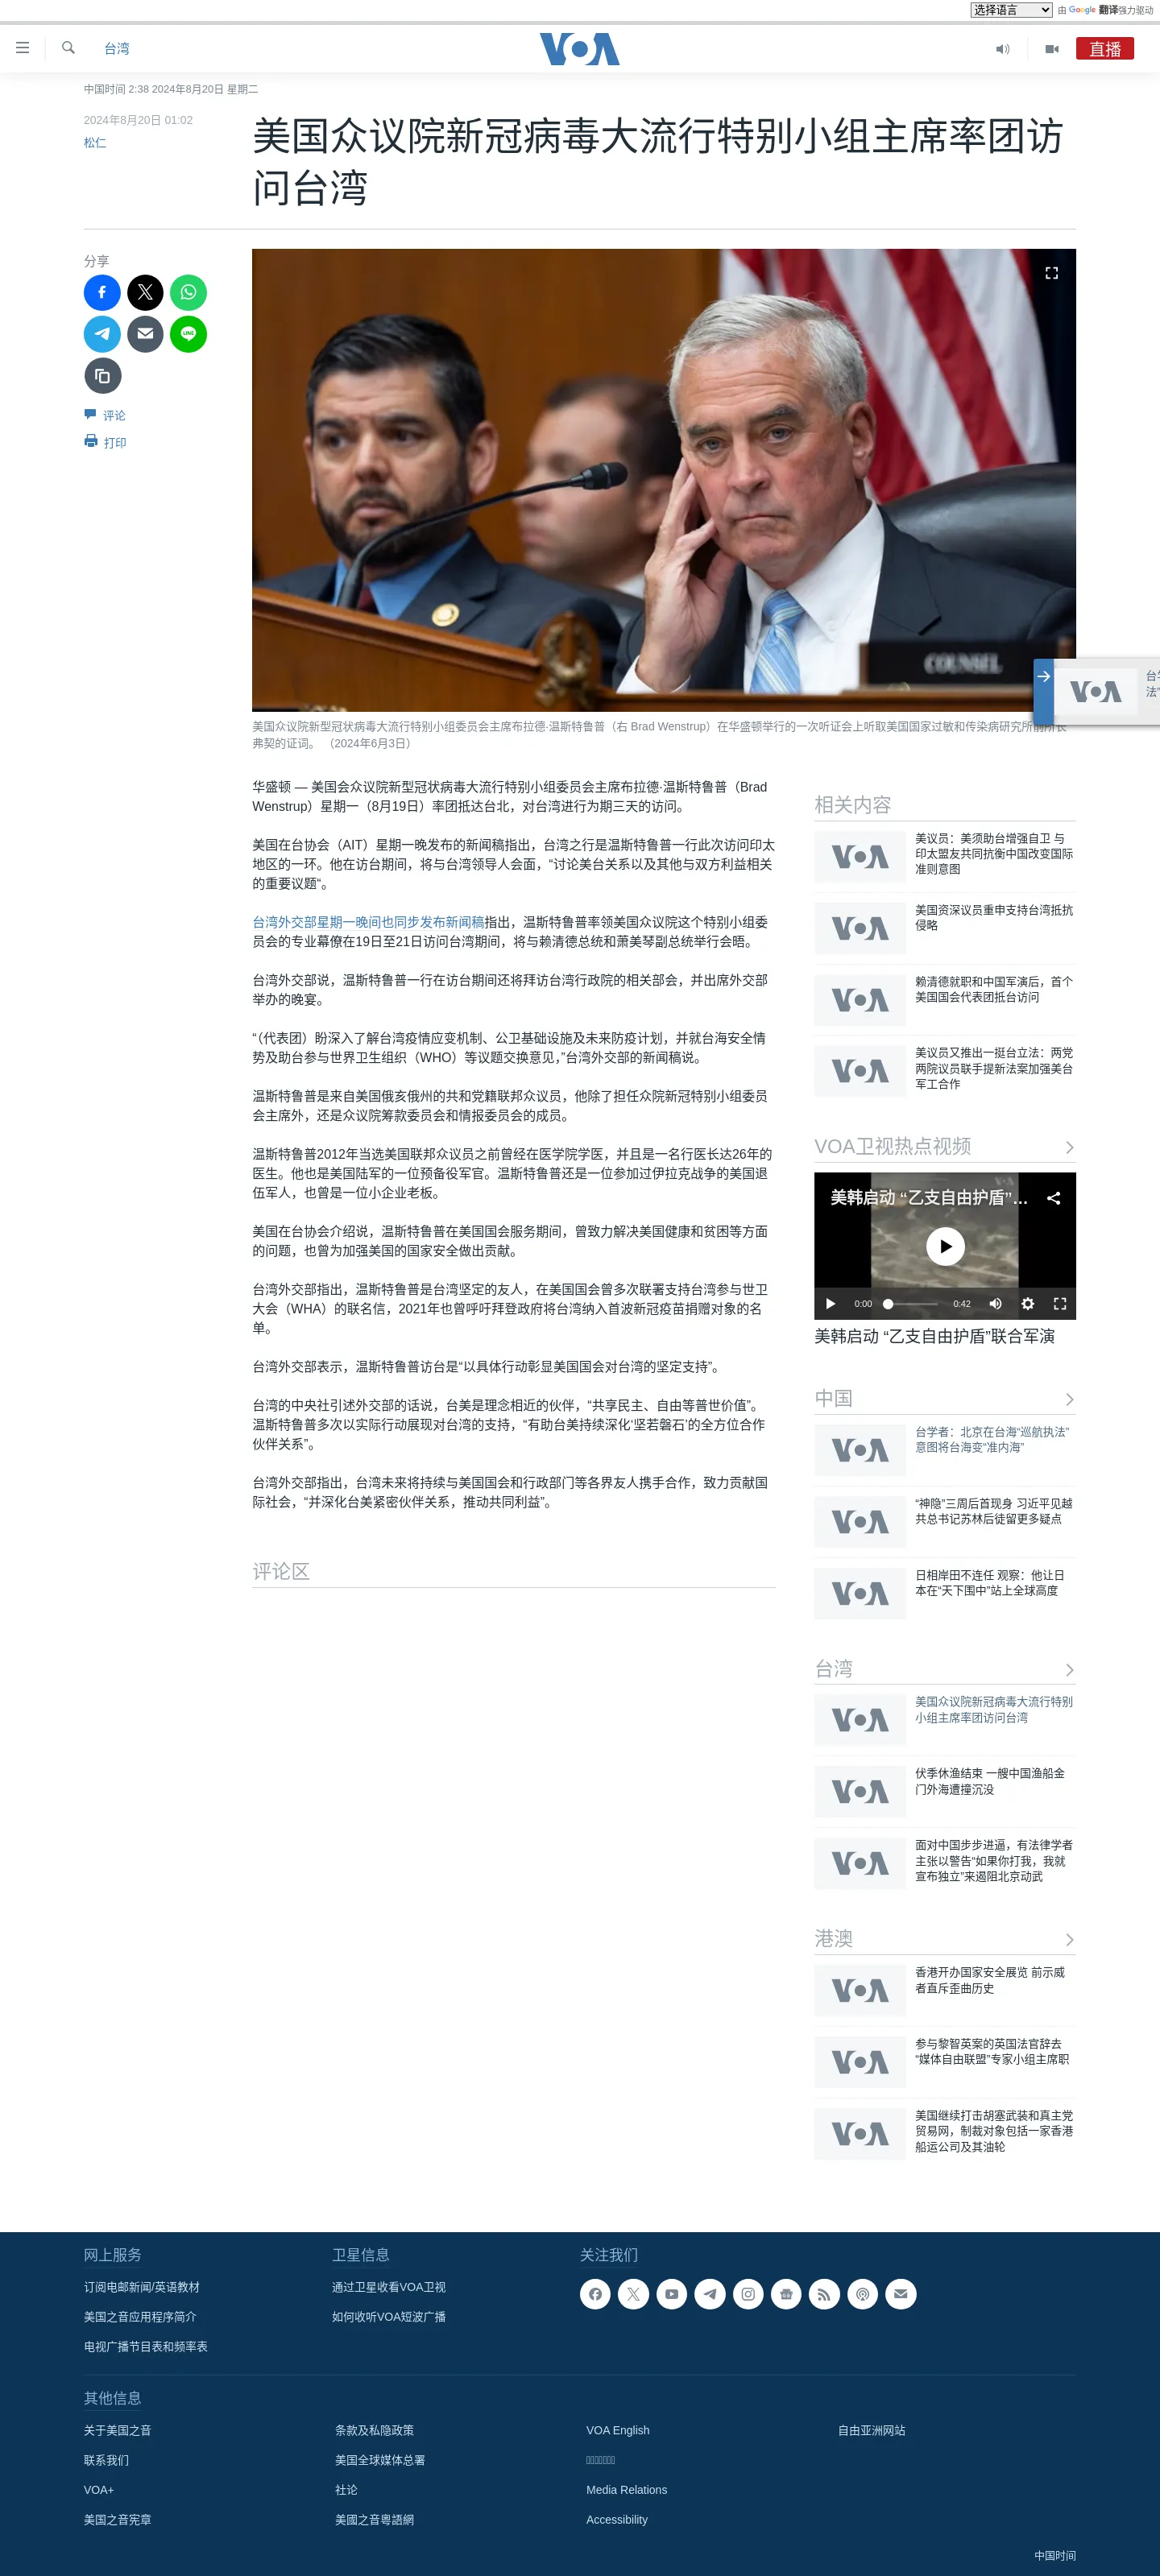 选择语言 由 Google 翻译强力驱动
台湾
VOA
直播
中国时间 2:38 2024年8月20日 星期二
2024年8月20日 01:02
松仁
美国众议院新冠病毒大流行特别小组主席率团访
问台湾
分享
LINE
评论
打印
COUNSEL
VOA
美国众议院新型冠状病毒大流行特别小组委员会主席布拉德·温斯特鲁普（右 Brad Wenstrup）在华盛顿举行的一次听证会上听取美国国家过敏和传染病研究所前所长
弗契的证词。 （2024年6月3日）
华盛顿 — 美国会众议院新型冠状病毒大流行特别小组委员会主席布拉德·温斯特鲁普（Brad
Wenstrup）星期一（8月19日）率团抵达台北，对台湾进行为期三天的访问。
美国在台协会（AIT）星期一晚发布的新闻稿指出，台湾之行是温斯特鲁普一行此次访问印太
地区的一环。他在访台期间，将与台湾领导人会面，“讨论美台关系以及其他与双方利益相关
的重要议题“。
台湾外交部星期一晚间也同步发布新闻稿指出，温斯特鲁普率领美国众议院这个特别小组委
员会的专业幕僚在19日至21日访问台湾期间，将与赖清德总统和萧美琴副总统举行会晤。
台湾外交部说，温斯特鲁普一行在访台期间还将拜访台湾行政院的相关部会，并出席外交部
举办的晚宴。
“（代表团）盼深入了解台湾疫情应变机制、公卫基础设施及未来防疫计划，并就台海安全情
势及助台参与世界卫生组织（WHO）等议题交换意见，”台湾外交部的新闻稿说。
温斯特鲁普是来自美国俄亥俄州的共和党籍联邦众议员，他除了担任众院新冠特别小组委员
会主席外，还是众议院筹款委员会和情报委员会的成员。
温斯特鲁普2012年当选美国联邦众议员之前曾经在医学院学医，并且是一名行医长达26年的
医生。他也是美国陆军的一位预备役军官。温斯特鲁普还是一位参加过伊拉克战争的美国退
伍军人，也曾是一位小企业老板。
美国在台协会介绍说，温斯特鲁普在美国国会服务期间，曾致力解决美国健康和贫困等方面
的问题，也曾为加强美国的国家安全做出贡献。
台湾外交部指出，温斯特鲁普是台湾坚定的友人，在美国国会曾多次联署支持台湾参与世卫
大会（WHA）的联名信，2021年也曾呼吁拜登政府将台湾纳入首波新冠疫苗捐赠对象的名
单。
台湾外交部表示，温斯特鲁普访台是“以具体行动彰显美国国会对台湾的坚定支持”。
台湾的中央社引述外交部的话说，台美是理念相近的伙伴，“共享民主、自由等普世价值”。
温斯特鲁普多次以实际行动展现对台湾的支持，“有助台美持续深化‘坚若磐石’的全方位合作
伙伴关系”。
台湾外交部指出，台湾未来将持续与美国国会和行政部门等各界友人携手合作，致力贡献国
际社会，“并深化台美紧密伙伴关系，推动共同利益”。
评论区
相关内容
VOA
美议员：美须助台增强自卫 与
印太盟友共同抗衡中国改变国际
准则意图
VOA
美国资深议员重申支持台湾抵抗
侵略
VOA
赖清德就职和中国军演后，首个
美国国会代表团抵台访问
VOA
美议员又推出一挺台立法：两党
两院议员联手提新法案加强美台
军工合作
VOA卫视热点视频
美韩启动 “乙支自由护盾”...
0:00 0:42
美韩启动 “乙支自由护盾”联合军演
中国
VOA
台学者：北京在台海“巡航执法”
意图将台海变“准内海”
VOA
“神隐”三周后首现身 习近平见越
共总书记苏林后徒留更多疑点
VOA
日相岸田不连任 观察：他让日
本在“天下围中”站上全球高度
台湾
VOA
美国众议院新冠病毒大流行特别
小组主席率团访问台湾
VOA
伏季休渔结束 一艘中国渔船金
门外海遭撞沉没
VOA
面对中国步步进逼，有法律学者
主张以警告“如果你打我，我就
宣布独立”来遏阻北京动武
港澳
VOA
香港开办国家安全展览 前示威
者直斥歪曲历史
VOA
参与黎智英案的英国法官辞去
“媒体自由联盟”专家小组主席职
VOA
美国继续打击胡塞武装和真主党
贸易网，制裁对象包括一家香港
船运公司及其油轮
网上服务
订阅电邮新闻/英语教材
美国之音应用程序简介
电视广播节目表和频率表
卫星信息
通过卫星收看VOA卫视
如何收听VOA短波广播
关注我们
其他信息
关于美国之音
联系我们
VOA+
美国之音宪章
条款及私隐政策
美国全球媒体总署
社论
美國之音粵語網
VOA English
Media Relations
Accessibility
自由亚洲网站
中国时间